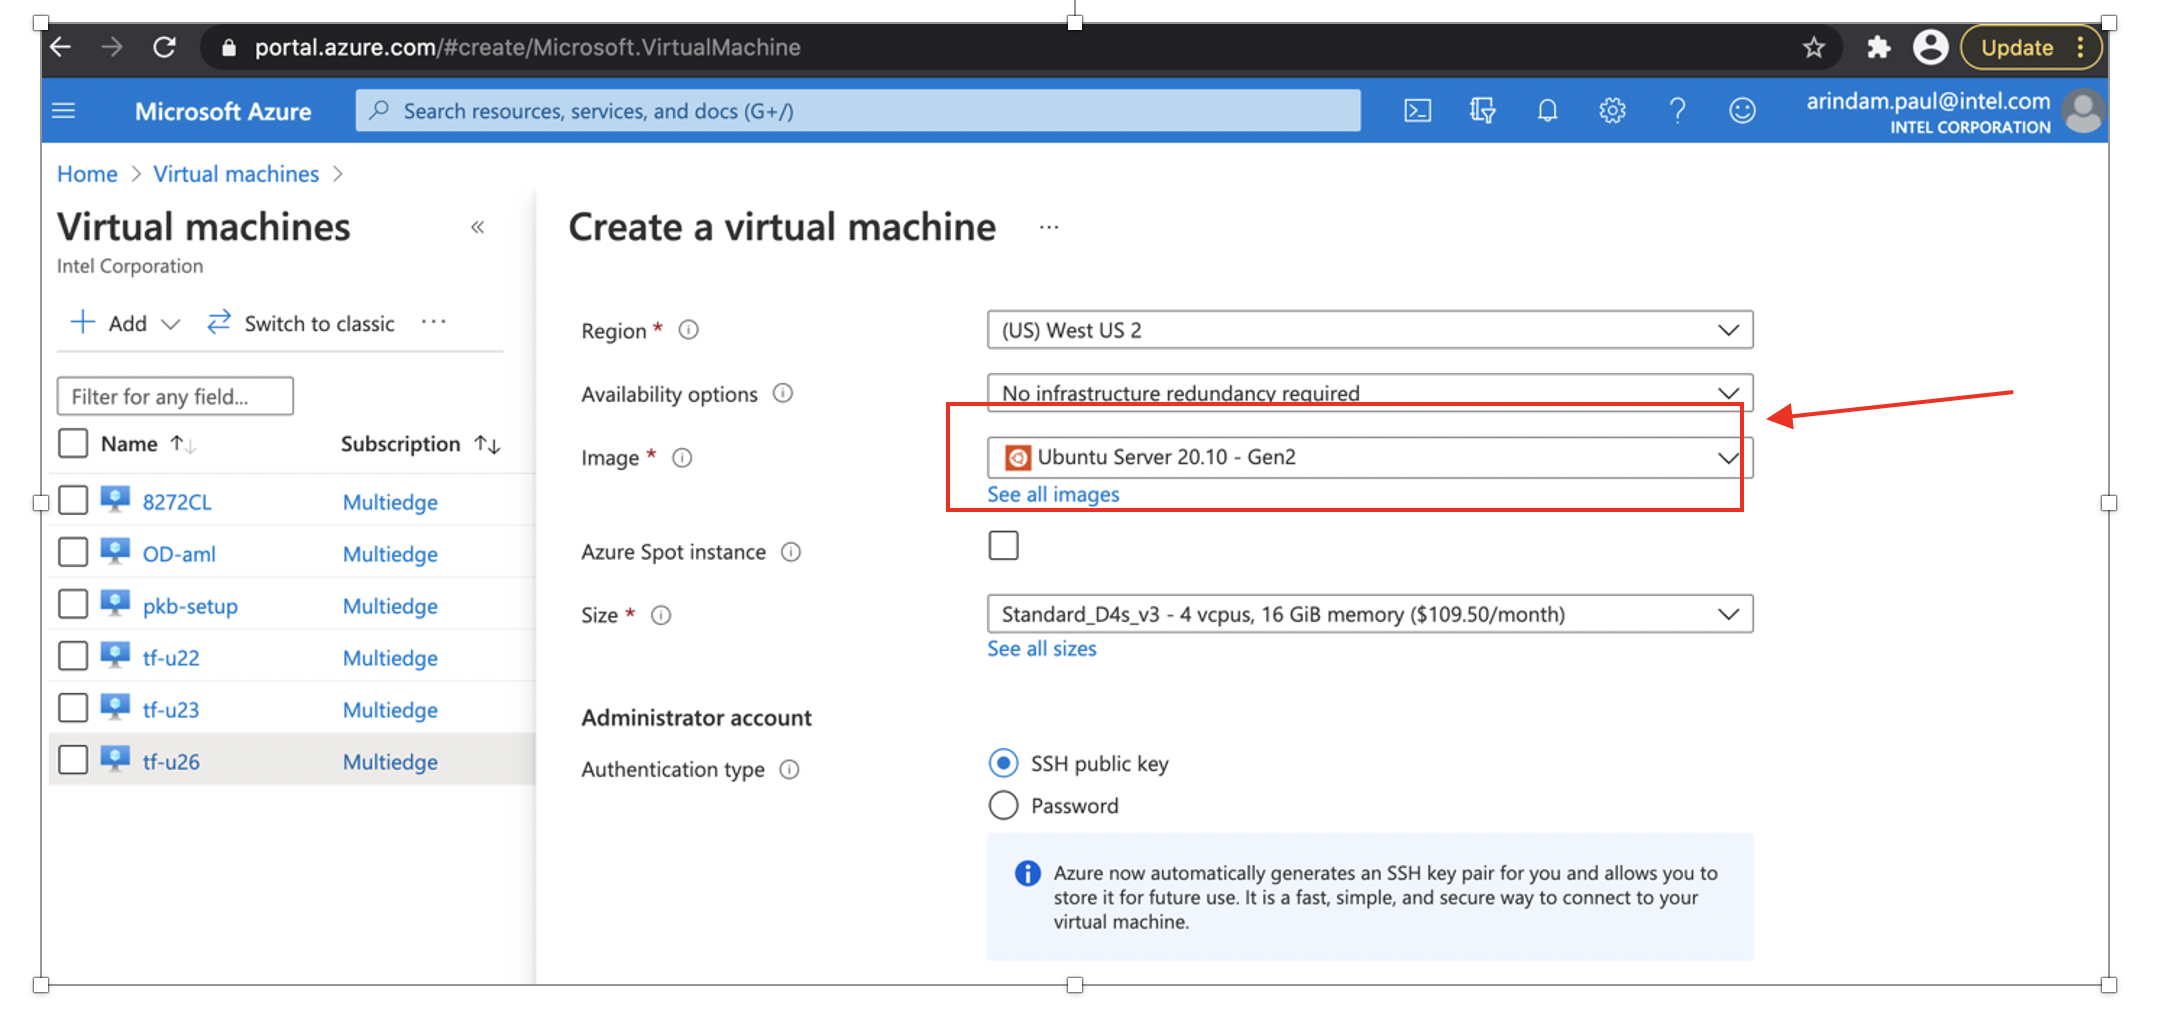 portal.azure.com/#create/Microsoft.VirtualMachine
Update
Microsoft Azure
Search resources, services, and docs (G+/)
arindam.paul@intel.com
INTEL CORPORATION
Home > Virtual machines >
Virtual machines
«
Intel Corporation
Add
Switch to classic
...
Filter for any field...
Name
Subscription
8272CL
Multiedge
OD-aml
Multiedge
pkb-setup
Multiedge
tf-u22
Multiedge
tf-u23
Multiedge
tf-u26
Multiedge
Create a virtual machine
...
Region *
(US) West US 2
Availability options
No infrastructure redundancy required
Image *
Ubuntu Server 20.10 - Gen2
See all images
Azure Spot instance
Size *
Standard_D4s_v3 - 4 vcpus, 16 GiB memory ($109.50/month)
See all sizes
Administrator account
Authentication type
SSH public key
Password
Azure now automatically generates an SSH key pair for you and allows you to
store it for future use. It is a fast, simple, and secure way to connect to your
virtual machine.